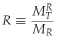 R ≡ M_T^R / M_R